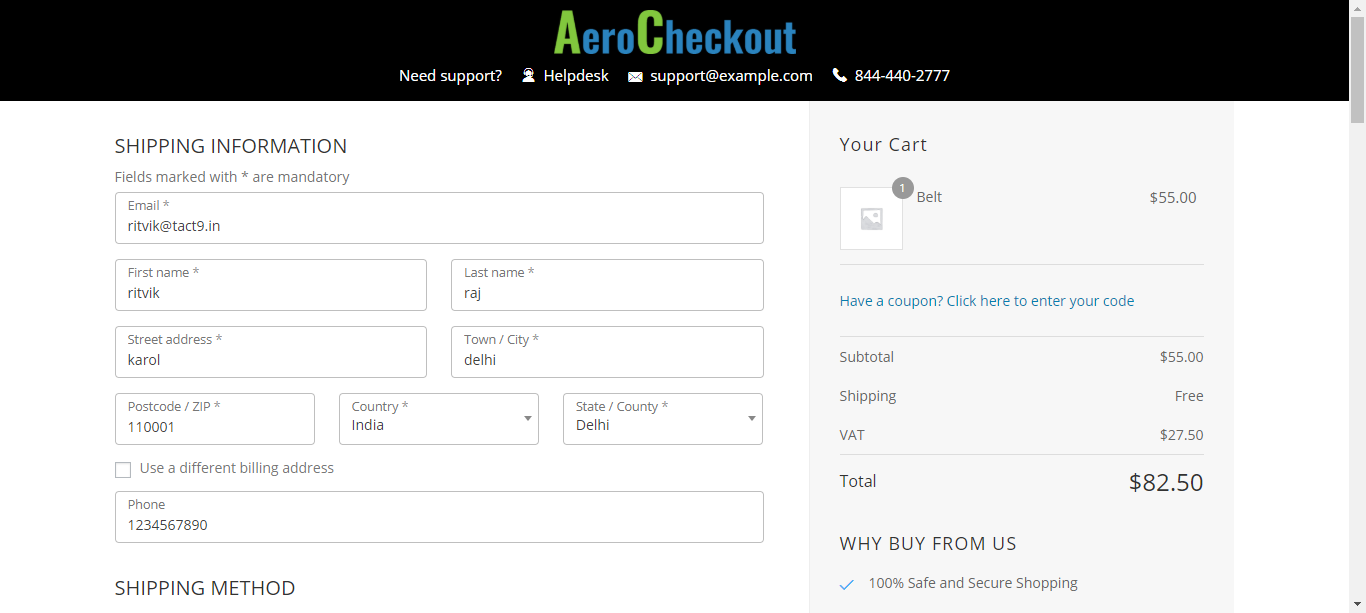 AeroCheckout
Need support? Helpdesk support@example.com 844-440-2777
SHIPPING INFORMATION
Fields marked with * are mandatory
Email *
ritvik@tact9.in
First name *
ritvik
Last name *
raj
Street address *
karol
Town / City *
delhi
Postcode / ZIP *
110001
Country *
India
State / County *
Delhi
Use a different billing address
Phone
1234567890
SHIPPING METHOD
Your Cart
1
Belt $55.00
Have a coupon? Click here to enter your code
Subtotal $55.00
Shipping Free
VAT $27.50
Total $82.50
WHY BUY FROM US
100% Safe and Secure Shopping